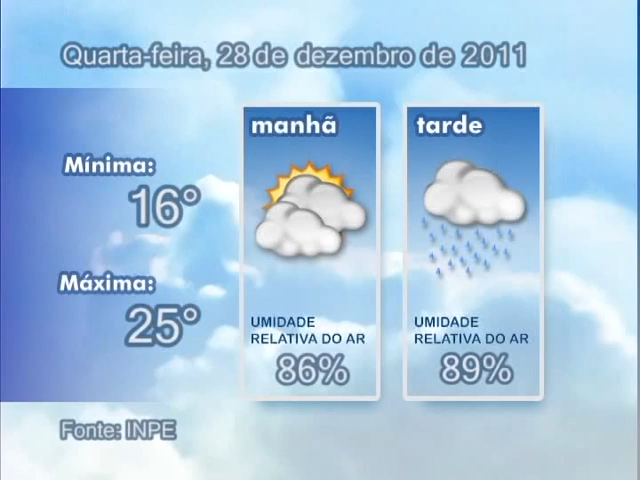 Quarta-feira, 28 de dezembro de 2011
Mínima:
16°
Máxima:
25°
manhã
UMIDADE
RELATIVA DO AR
86%
tarde
UMIDADE
RELATIVA DO AR
89%
Fonte: INPE